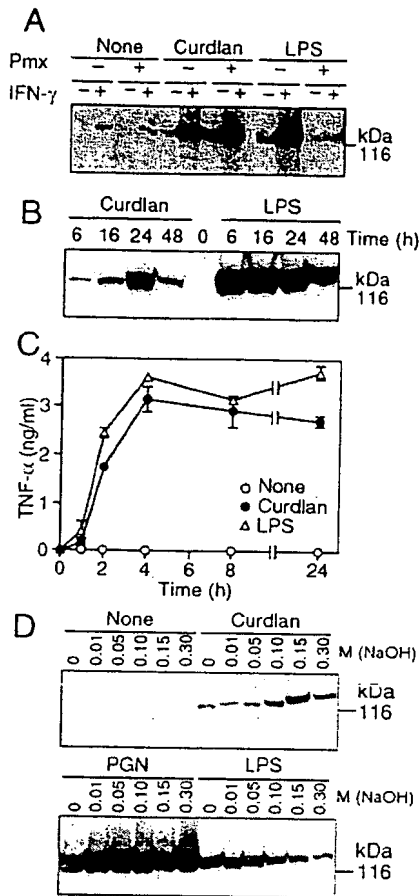 A
None Curdlan LPS
Pmx − + − + − +
IFN-γ − + − + − + − + − + − +
kDa
116
B
Curdlan LPS
6 16 24 48 0 6 16 24 48 Time (h)
kDa
116
C
TNF-α (ng/ml)
4
3
2
1
0
None
Curdlan
LPS
0 2 4 6 8 24
Time (h)
D
None Curdlan
0 0.01 0.05 0.10 0.15 0.30 0 0.01 0.05 0.10 0.15 0.30 M (NaOH)
kDa
116
PGN LPS
0 0.01 0.05 0.10 0.15 0.30 0 0.01 0.05 0.10 0.15 0.30 M (NaOH)
kDa
116